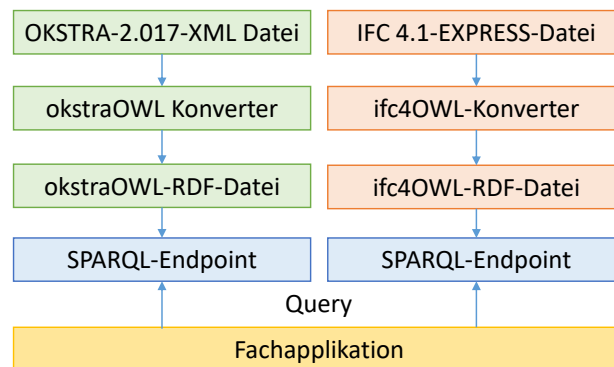 OKSTRA-2.017-XML Datei
IFC 4.1-EXPRESS-Datei
okstraOWL Konverter
ifc4OWL-Konverter
okstraOWL-RDF-Datei
ifc4OWL-RDF-Datei
SPARQL-Endpoint
SPARQL-Endpoint
Query
Fachapplikation